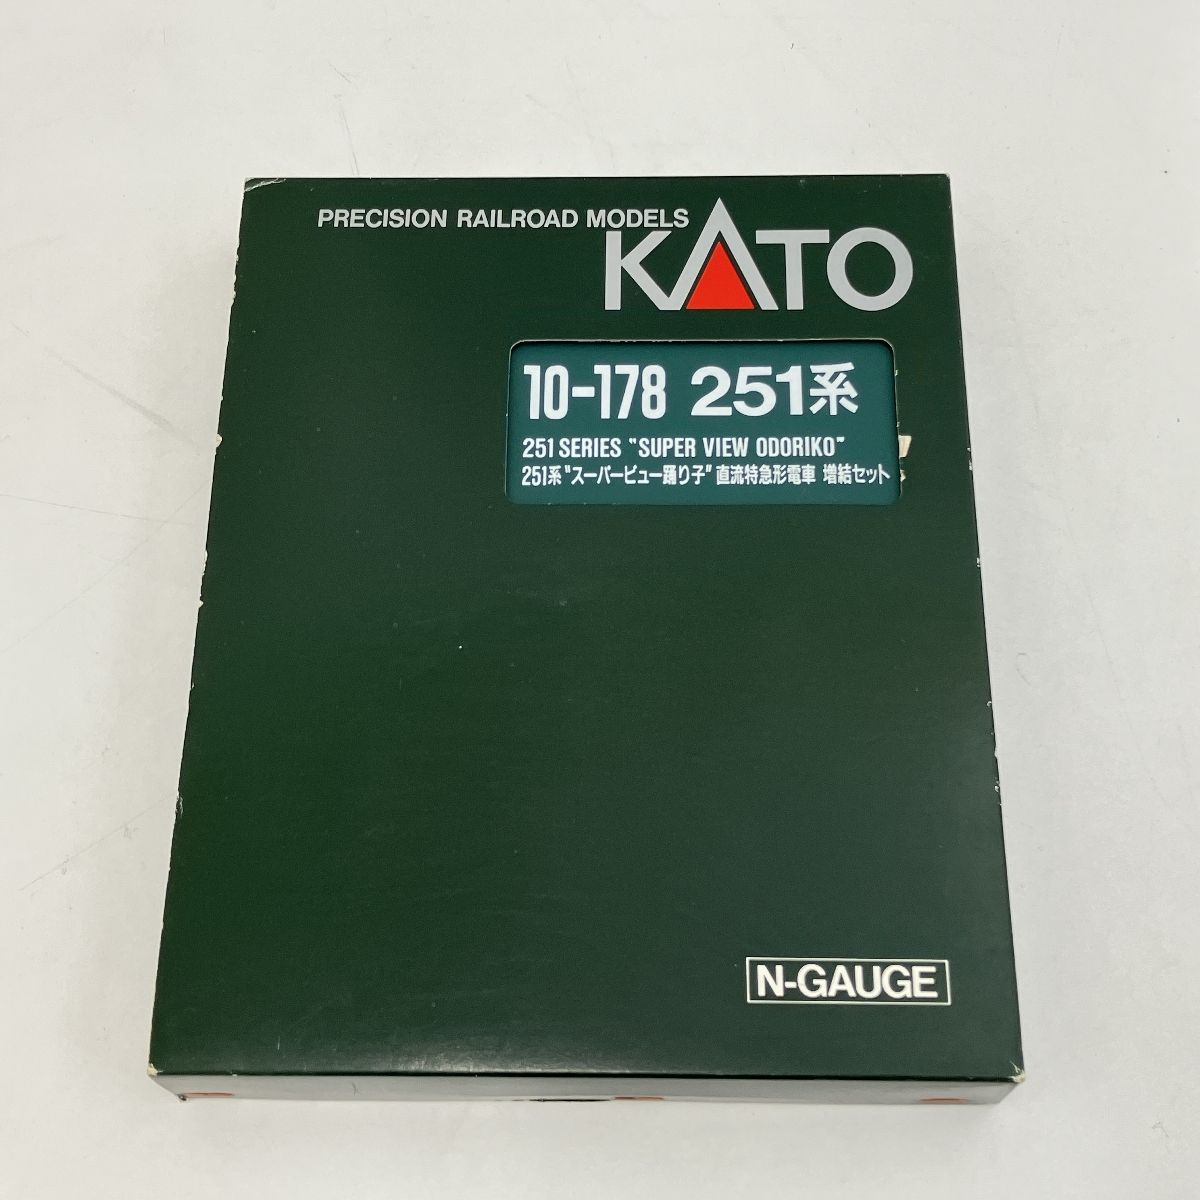 PRECISION RAILROAD MODELS
KATO
10-178 251系
251 SERIES "SUPER VIEW ODORIKO"
251系"スーパービュー踊り子"直流特急形電車 増結セット
N-GAUGE